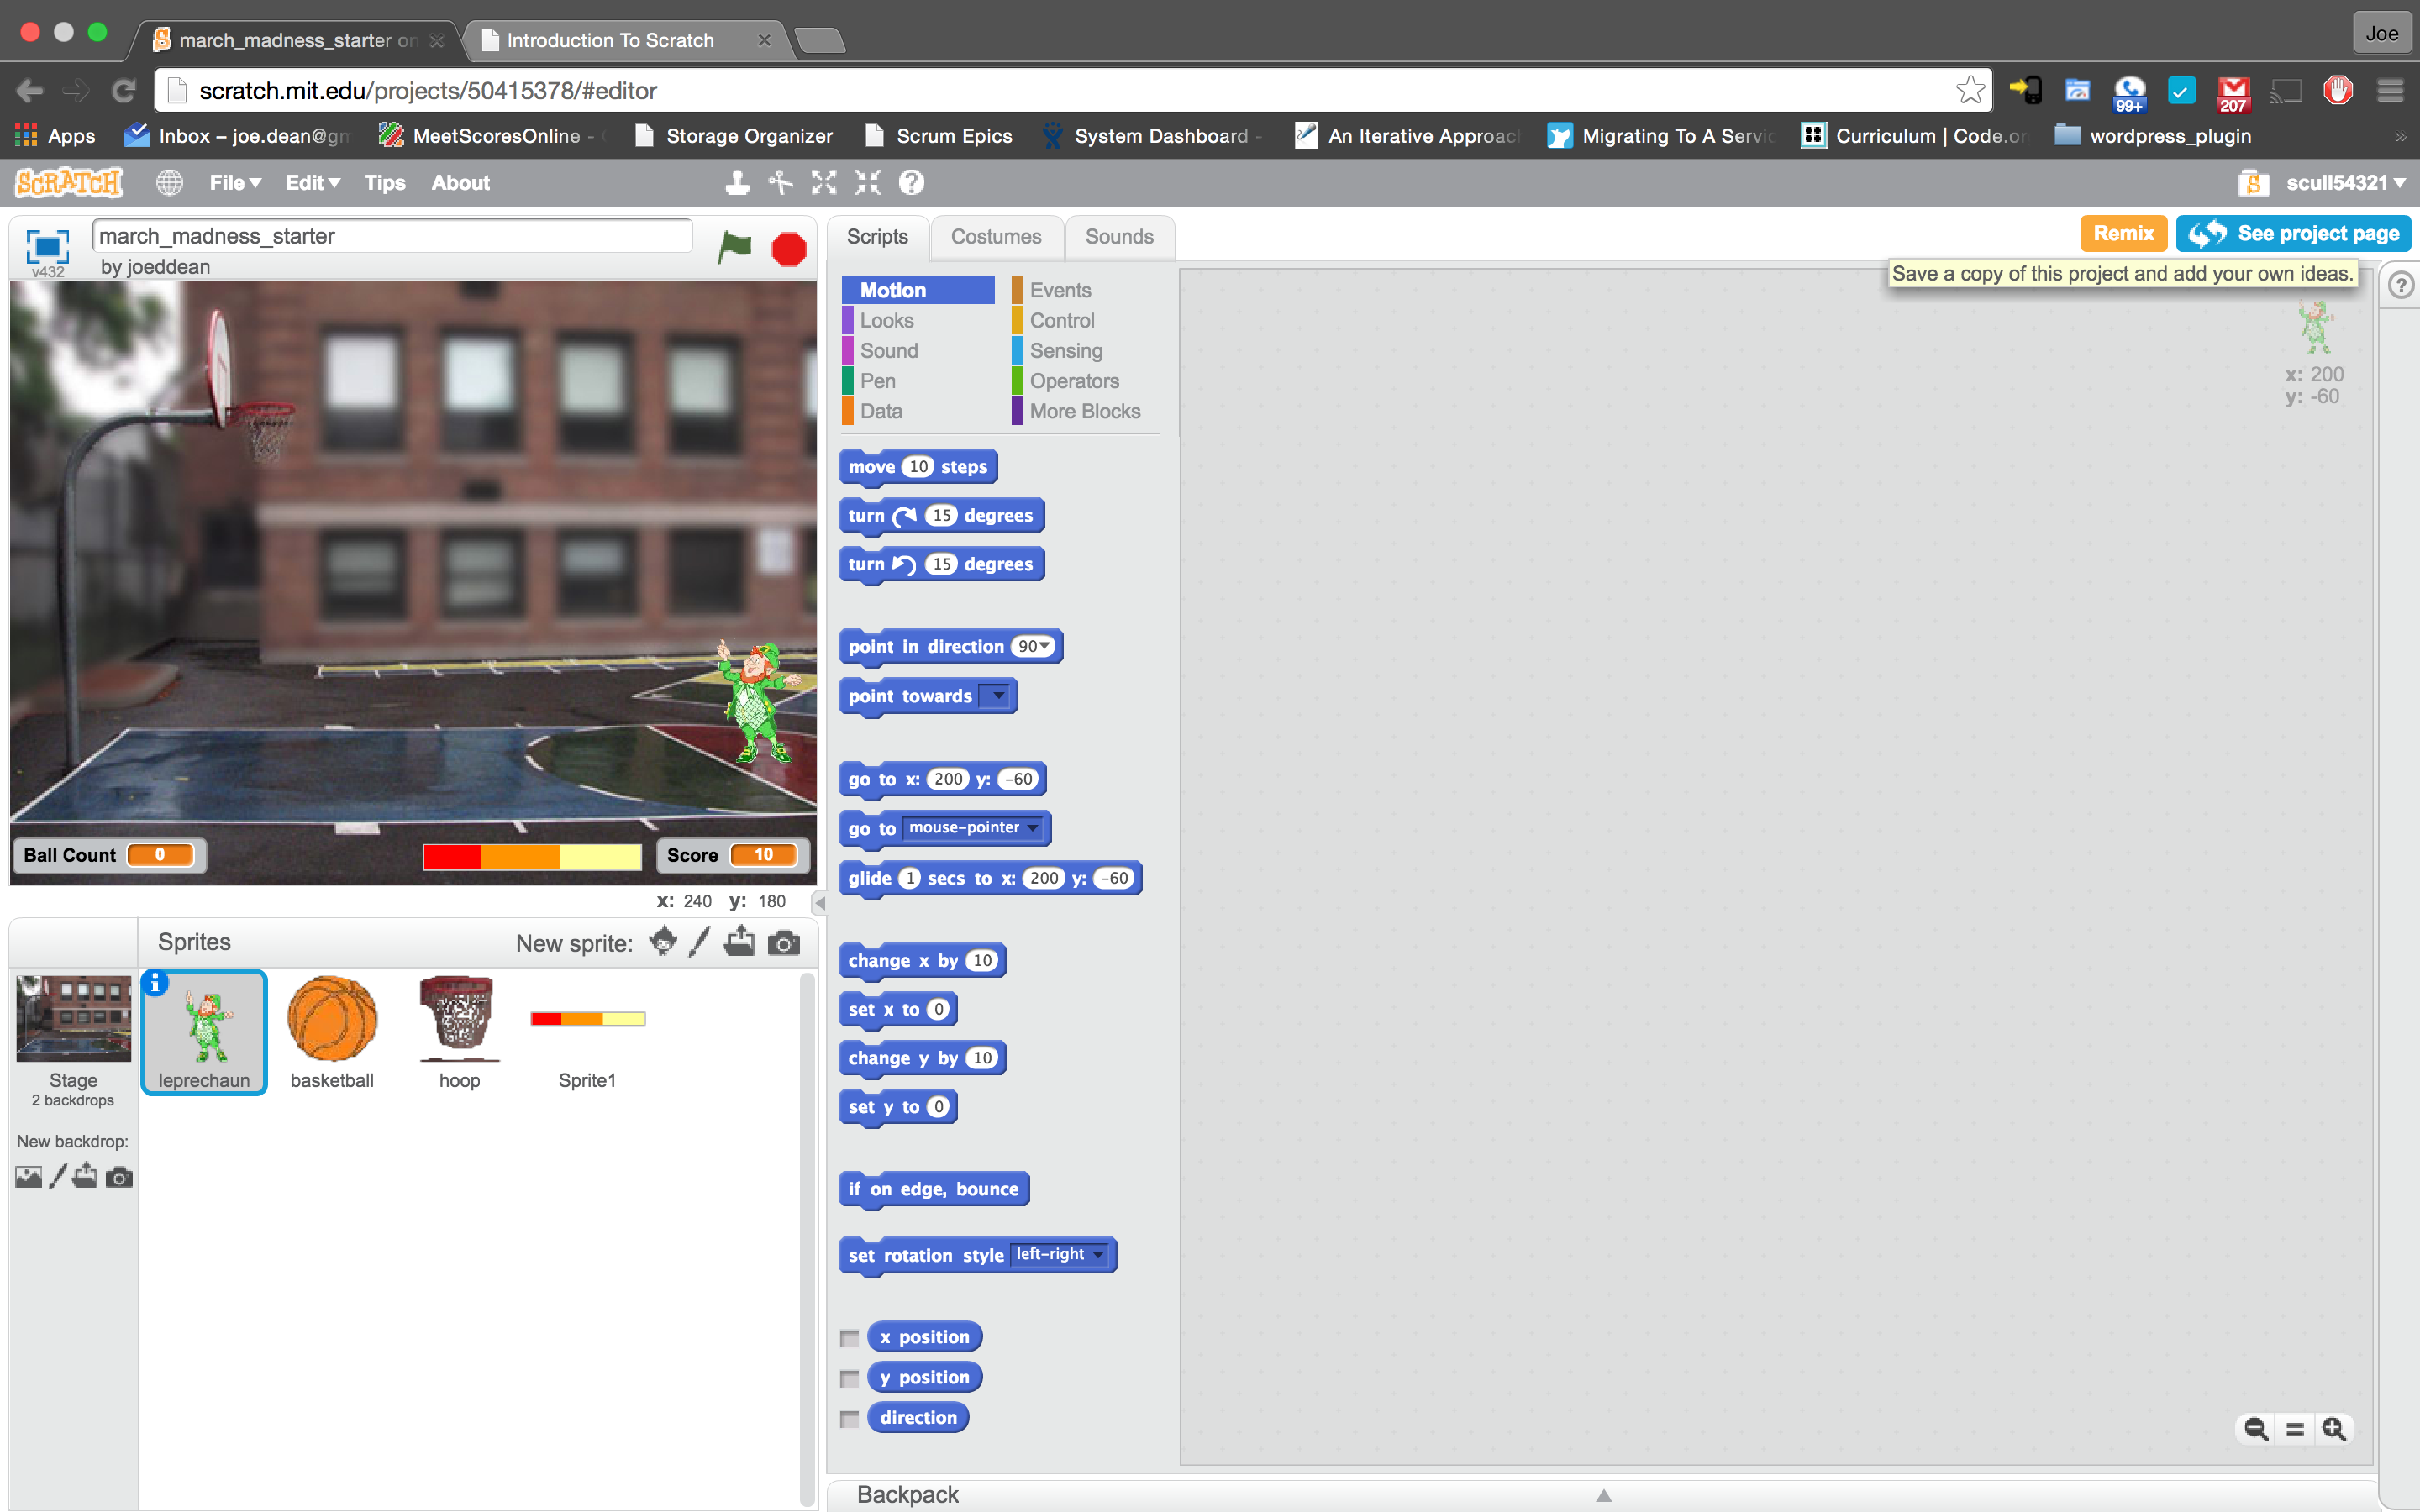 march_madness_starter on
Introduction To Scratch
Joe
scratch.mit.edu/projects/50415378/#editor
99+
207
Apps
Inbox – joe.dean@gm
MeetScoresOnline -
Storage Organizer
Scrum Epics
System Dashboard -
An Iterative Approach
Migrating To A Servic
Curriculum | Code.or
wordpress_plugin
»
SCRATCH
File
Edit
Tips
About
scull54321
v432
march_madness_starter
by joeddean
Scripts
Costumes
Sounds
Remix
See project page
Save a copy of this project and add your own ideas.
Motion
Events
Looks
Control
Sound
Sensing
Pen
Operators
Data
More Blocks
x: 200
y: -60
move 10 steps
turn 15 degrees
turn 15 degrees
point in direction 90
point towards
go to x: 200 y: -60
go to mouse-pointer
glide 1 secs to x: 200 y: -60
change x by 10
set x to 0
change y by 10
set y to 0
if on edge, bounce
set rotation style left-right
x position
y position
direction
Ball Count 0
Score 10
x: 240 y: 180
Sprites
New sprite:
Stage
2 backdrops
New backdrop:
leprechaun
basketball
hoop
Sprite1
Backpack